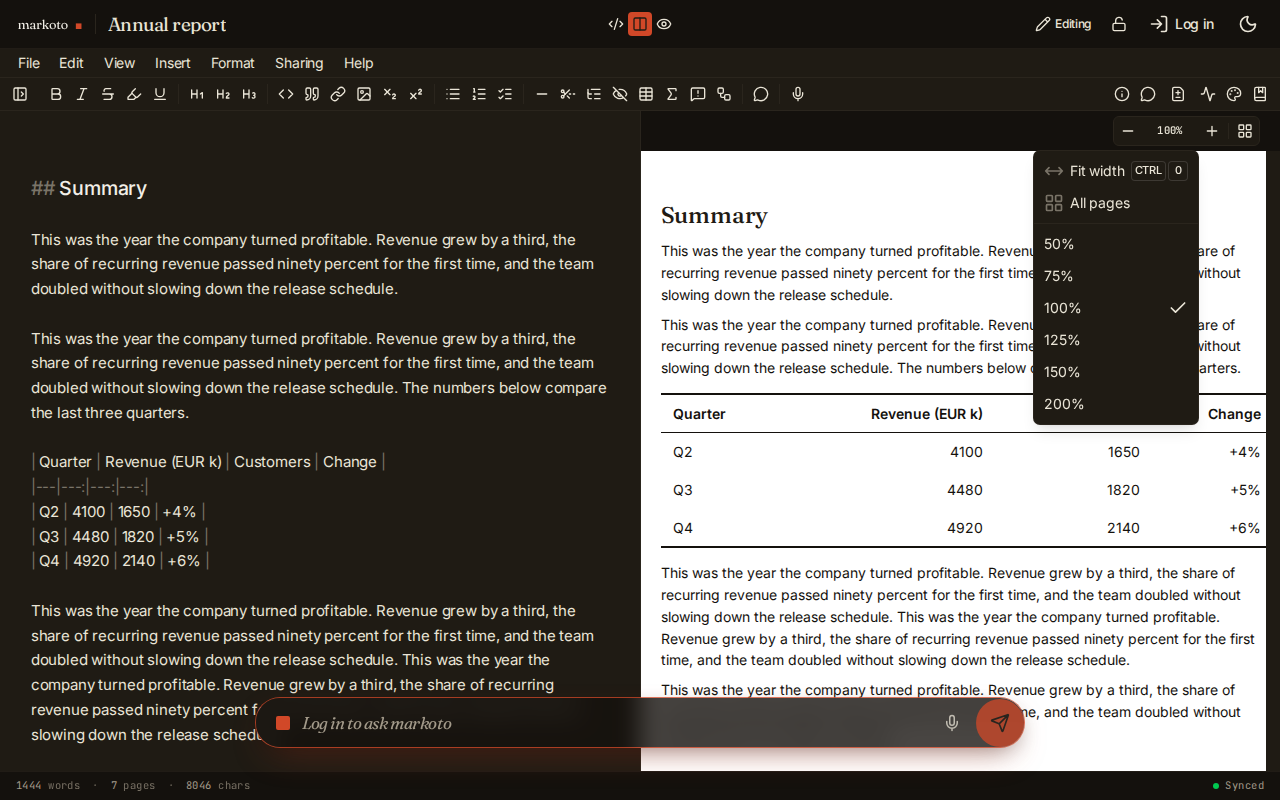 markoto
Annual report
Editing
Log in
File Edit View Insert Format Sharing Help
H1 H2 H3
100%
## Summary
This was the year the company turned profitable. Revenue grew by a third, the
share of recurring revenue passed ninety percent for the first time, and the team
doubled without slowing down the release schedule.
This was the year the company turned profitable. Revenue grew by a third, the
share of recurring revenue passed ninety percent for the first time, and the team
doubled without slowing down the release schedule. The numbers below compare
the last three quarters.
| Quarter | Revenue (EUR k) | Customers | Change |
|---|---:|---:|---:|
| Q2 | 4100 | 1650 | +4% |
| Q3 | 4480 | 1820 | +5% |
| Q4 | 4920 | 2140 | +6% |
This was the year the company turned profitable. Revenue grew by a third, the
share of recurring revenue passed ninety percent for the first time, and the team
doubled without slowing down the release schedule. This was the year the
company turned profitable. Revenue grew by a third, the share of recurring
revenue passed ninety percent
slowing down the release
Fit width CTRL 0
All pages
50%
75%
100%
125%
150%
200%
Summary
This was the year the company turned profitable. are of
recurring revenue passed ninety percent for the first time without
slowing down the release schedule.
This was the year the company turned profitable. are of
recurring revenue passed ninety percent for the first time without
slowing down the release schedule. The numbers below arters.
Quarter Revenue (EUR k) Change
Q2 4100 1650 +4%
Q3 4480 1820 +5%
Q4 4920 2140 +6%
This was the year the company turned profitable. Revenue grew by a third, the share of
recurring revenue passed ninety percent for the first time, and the team doubled without
slowing down the release schedule. This was the year the company turned profitable.
Revenue grew by a third, the share of recurring revenue passed ninety percent for the first
time, and the team doubled without slowing down the release schedule.
This was the year the company turned profitable. Revenue grew by a third, the share of
me, and the team doubled without
Log in to ask markoto
1444 words · 7 pages · 8046 chars
Synced